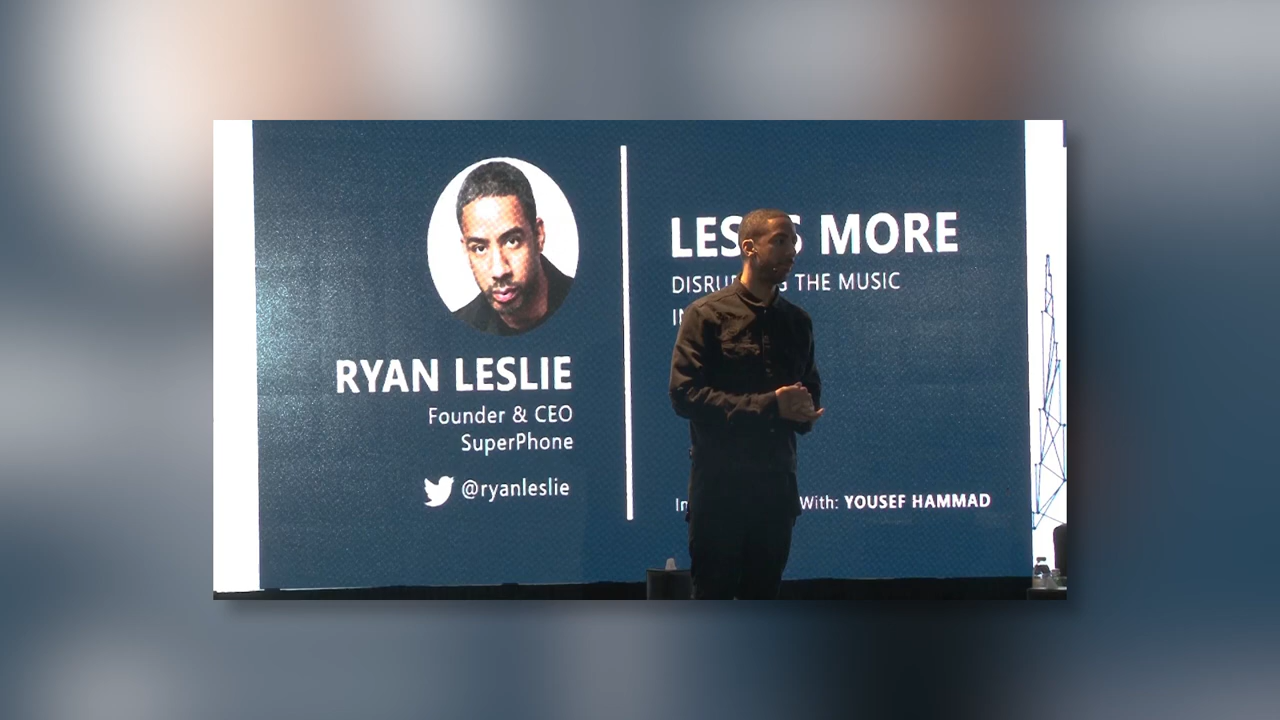 RYAN LESLIE
Founder & CEO
SuperPhone
@ryanleslie
MORE
THE MUSIC
With: YOUSEF HAMMAD